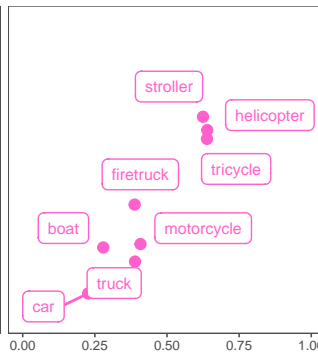 stroller
helicopter
tricycle
firetruck
boat
motorcycle
truck
car
0.00 0.25 0.50 0.75 1.00